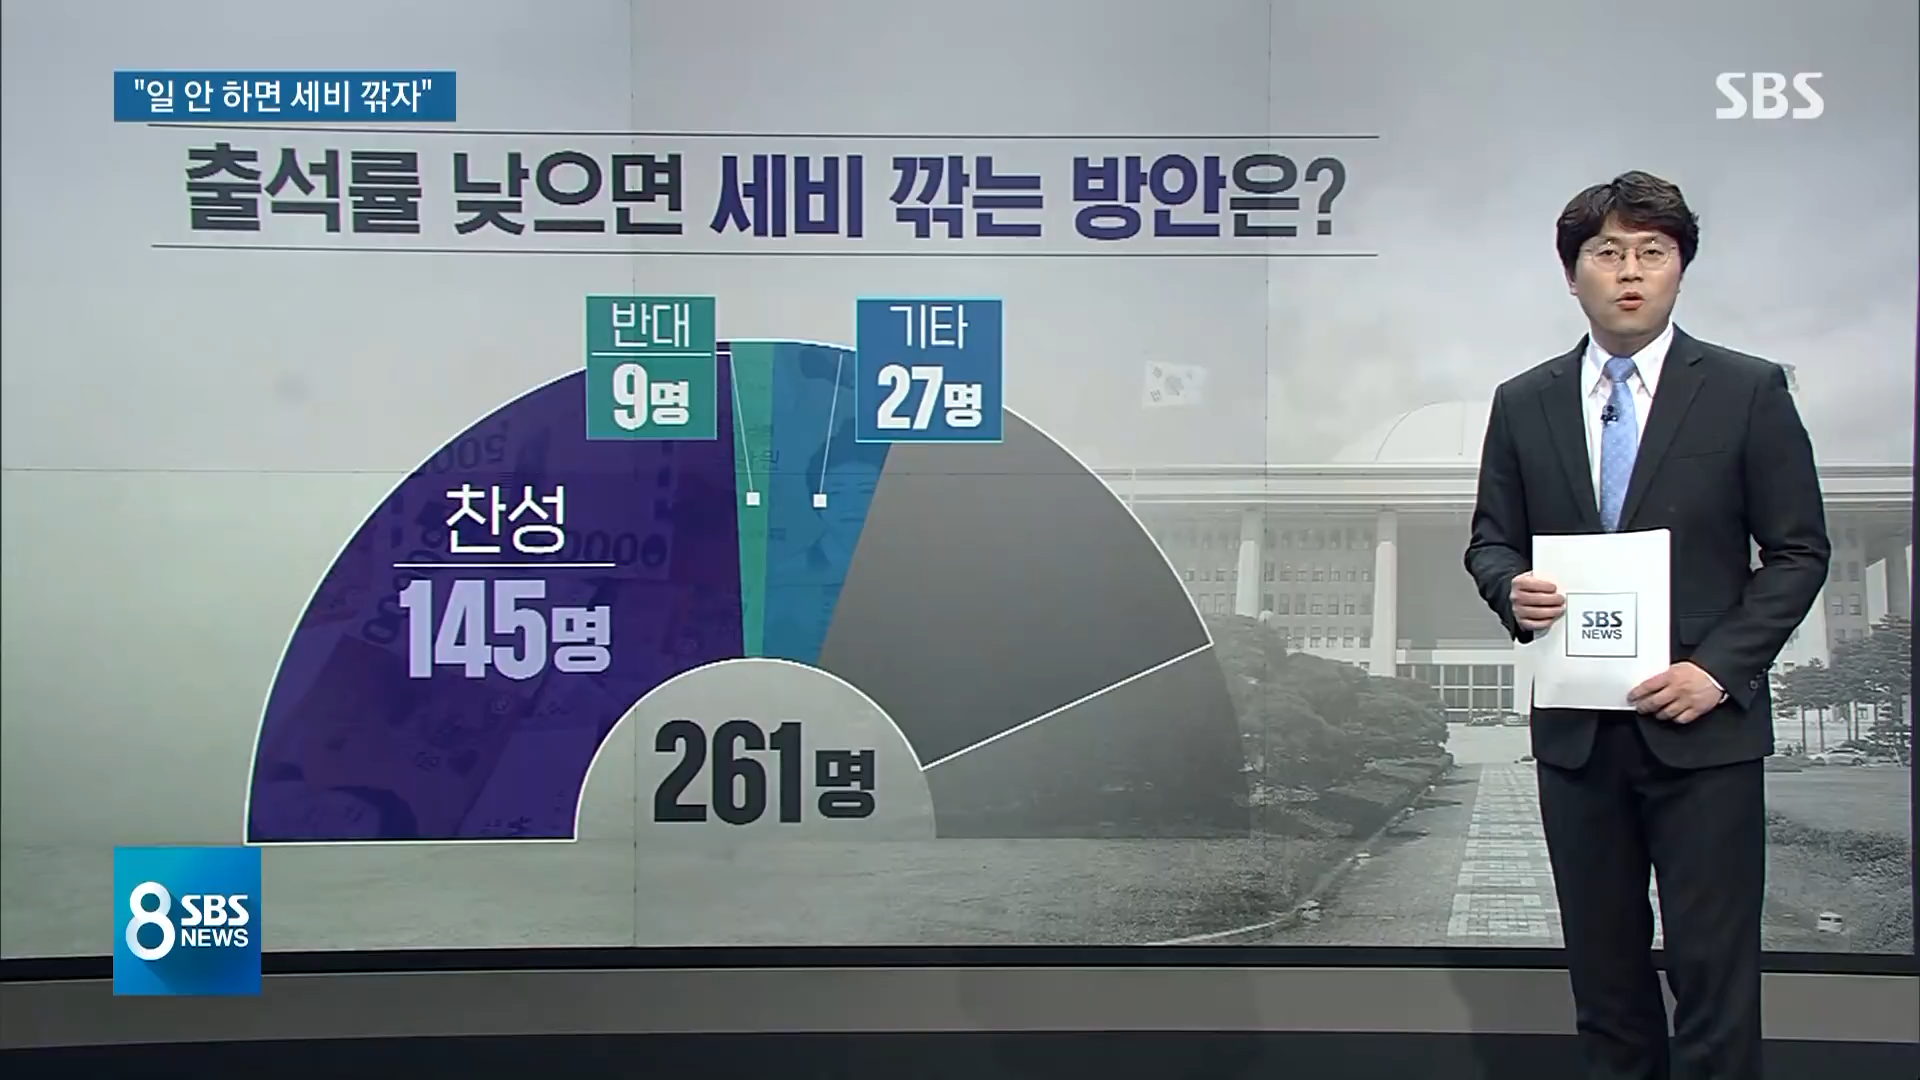 "일 안 하면 세비 깎자"
SBS
출석률 낮으면 세비 깎는 방안은?
반대
9명
기타
27명
찬성
145명
261명
SBS
NEWS
8 SBS
NEWS